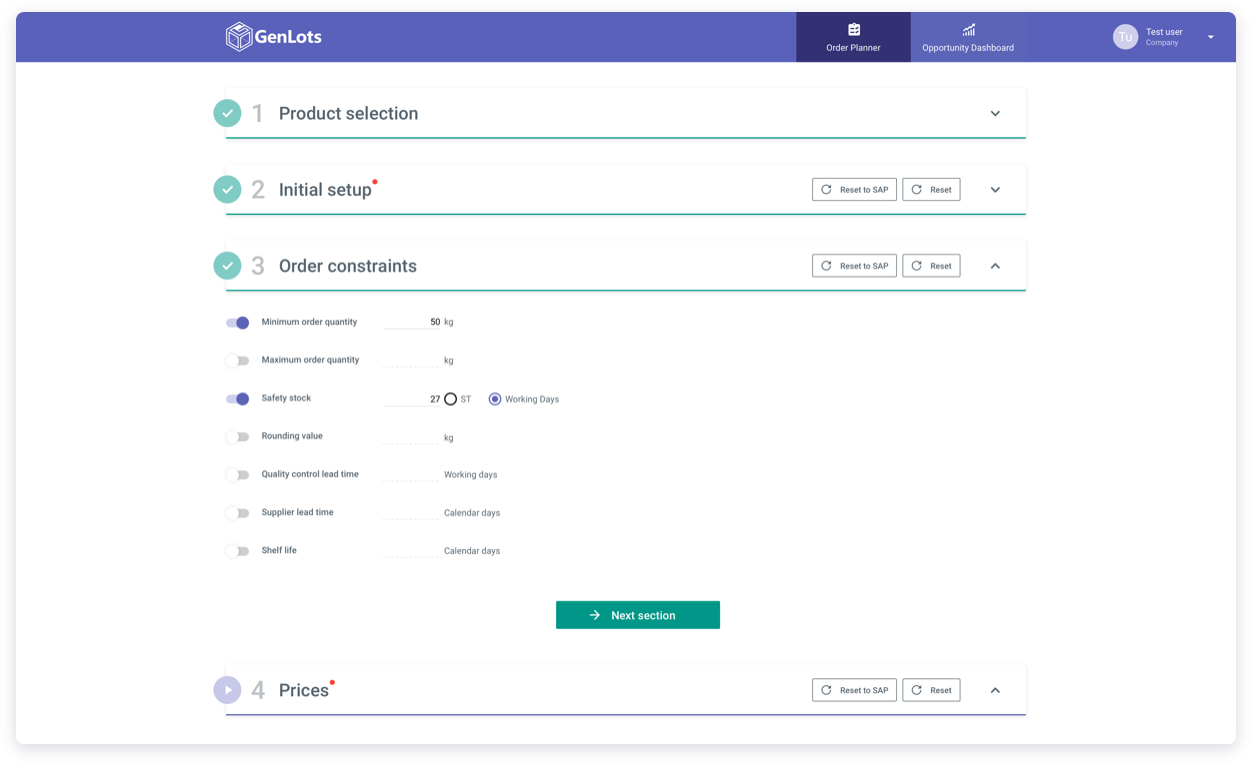 GenLots
Order Planner
Opportunity Dashboard
Tu
Test user
Company
1 Product selection
2 Initial setup
Reset to SAP
Reset
3 Order constraints
Reset to SAP
Reset
Minimum order quantity 50 kg
Maximum order quantity kg
Safety stock 27 ST Working Days
Rounding value kg
Quality control lead time Working days
Supplier lead time Calendar days
Shelf life Calendar days
Next section
4 Prices
Reset to SAP
Reset